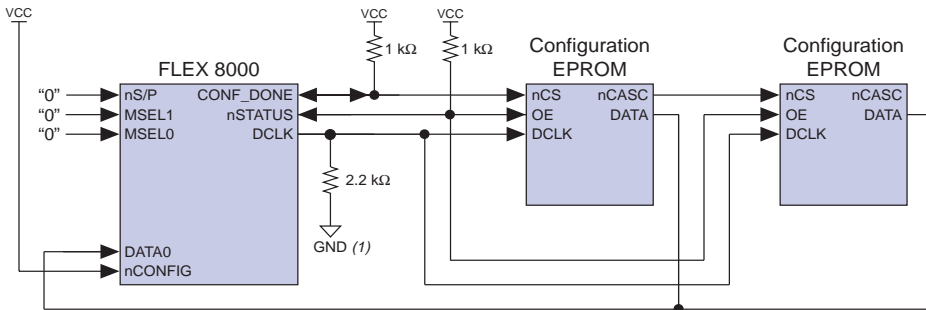 VCC
VCC
VCC
1 kΩ
1 kΩ
FLEX 8000
Configuration
EPROM
Configuration
EPROM
“0”
nS/P
CONF_DONE
“0”
MSEL1
nSTATUS
“0”
MSEL0
DCLK
nCS
nCASC
OE
DATA
DCLK
nCS
nCASC
OE
DATA
DCLK
2.2 kΩ
GND (1)
DATA0
nCONFIG